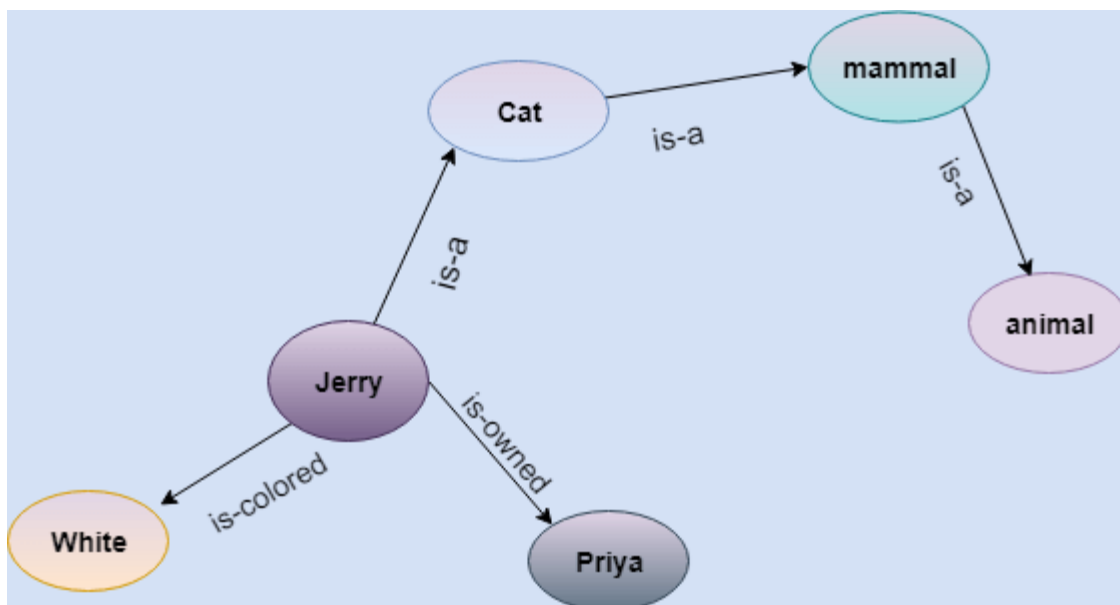 mammal
Cat
is-a
is-a
is-a
animal
Jerry
is-owned
is-colored
White
Priya